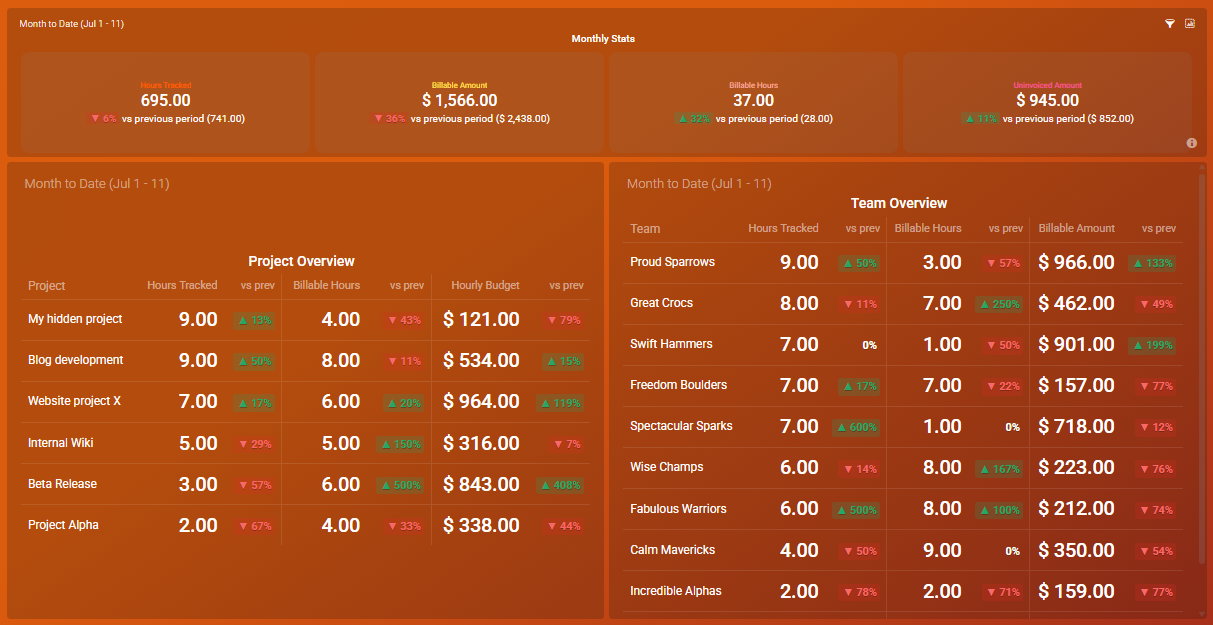 Month to Date (Jul 1 - 11)
Monthly Stats
Hours Tracked
695.00
▼ 6% vs previous period (741.00)
Billable Amount
$ 1,566.00
▼ 36% vs previous period ($ 2,438.00)
Billable Hours
37.00
▲ 32% vs previous period (28.00)
Uninvoiced Amount
$ 945.00
▲ 11% vs previous period ($ 852.00)
Month to Date (Jul 1 - 11)
Project Overview
Project Hours Tracked vs prev Billable Hours vs prev Hourly Budget vs prev
My hidden project 9.00 ▲ 13% 4.00 ▼ 43% $ 121.00 ▼ 79%
Blog development 9.00 ▲ 50% 8.00 ▼ 11% $ 534.00 ▲ 15%
Website project X 7.00 ▲ 17% 6.00 ▲ 20% $ 964.00 ▲ 119%
Internal Wiki 5.00 ▼ 29% 5.00 ▲ 150% $ 316.00 ▼ 7%
Beta Release 3.00 ▼ 57% 6.00 ▲ 500% $ 843.00 ▲ 408%
Project Alpha 2.00 ▼ 67% 4.00 ▼ 33% $ 338.00 ▼ 44%
Month to Date (Jul 1 - 11)
Team Overview
Team Hours Tracked vs prev Billable Hours vs prev Billable Amount vs prev
Proud Sparrows 9.00 ▲ 50% 3.00 ▼ 57% $ 966.00 ▲ 133%
Great Crocs 8.00 ▼ 11% 7.00 ▲ 250% $ 462.00 ▼ 49%
Swift Hammers 7.00 0% 1.00 ▼ 50% $ 901.00 ▲ 199%
Freedom Boulders 7.00 ▲ 17% 7.00 ▼ 22% $ 157.00 ▼ 77%
Spectacular Sparks 7.00 ▲ 600% 1.00 0% $ 718.00 ▼ 12%
Wise Champs 6.00 ▼ 14% 8.00 ▲ 167% $ 223.00 ▼ 76%
Fabulous Warriors 6.00 ▲ 500% 8.00 ▲ 100% $ 212.00 ▼ 74%
Calm Mavericks 4.00 ▼ 50% 9.00 0% $ 350.00 ▼ 54%
Incredible Alphas 2.00 ▼ 78% 2.00 ▼ 71% $ 159.00 ▼ 77%